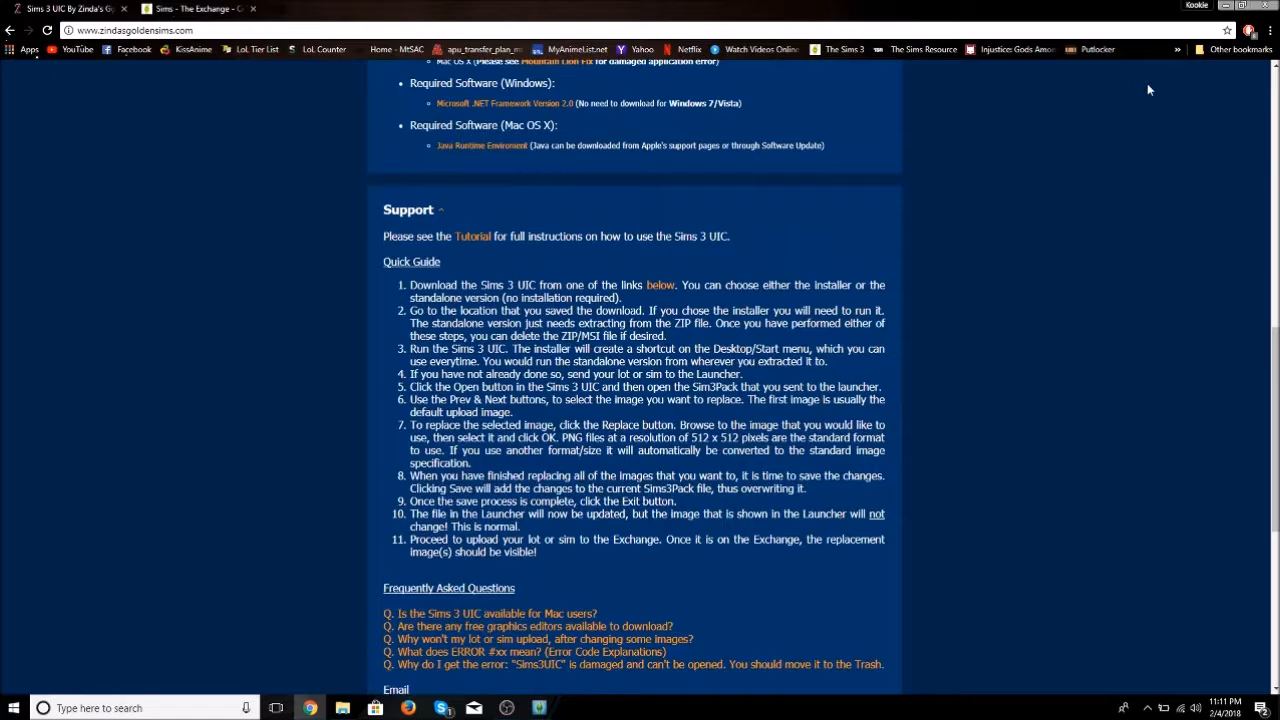 Sims 3 UIC By Zinda's G
Sims - The Exchange - C
Kookie
www.zindasgoldensims.com
Apps YouTube Facebook KissAnime LoL Tier List LoL Counter Home - MtSAC apu_transfer_plan_m MyAnimeList.net Yahoo Netflix Watch Videos Online The Sims 3 The Sims Resource Injustice: Gods Amo Putlocker » Other bookmarks
Mac OS X (Please see Mountain Lion Fix for damaged application error)
Required Software (Windows):
Microsoft .NET Framework Version 2.0 (No need to download for Windows 7/Vista)
Required Software (Mac OS X):
Java Runtime Enviroment (Java can be downloaded from Apple's support pages or through Software Update)
Support
Please see the Tutorial for full instructions on how to use the Sims 3 UIC.
Quick Guide
1. Download the Sims 3 UIC from one of the links below. You can choose either the installer or the
standalone version (no installation required).
2. Go to the location that you saved the download. If you chose the installer you will need to run it.
The standalone version just needs extracting from the ZIP file. Once you have performed either of
these steps, you can delete the ZIP/MSI file if desired.
3. Run the Sims 3 UIC. The installer will create a shortcut on the Desktop/Start menu, which you can
use everytime. You would run the standalone version from wherever you extracted it to.
4. If you have not already done so, send your lot or sim to the Launcher.
5. Click the Open button in the Sims 3 UIC and then open the Sim3Pack that you sent to the launcher.
6. Use the Prev & Next buttons, to select the image you want to replace. The first image is usually the
default upload image.
7. To replace the selected image, click the Replace button. Browse to the image that you would like to
use, then select it and click OK. PNG files at a resolution of 512 x 512 pixels are the standard format
to use. If you use another format/size it will automatically be converted to the standard image
specification.
8. When you have finished replacing all of the images that you want to, it is time to save the changes.
Clicking Save will add the changes to the current Sims3Pack file, thus overwriting it.
9. Once the save process is complete, click the Exit button.
10. The file in the Launcher will now be updated, but the image that is shown in the Launcher will not
change! This is normal.
11. Proceed to upload your lot or sim to the Exchange. Once it is on the Exchange, the replacement
image(s) should be visible!
Frequently Asked Questions
Q. Is the Sims 3 UIC available for Mac users?
Q. Are there any free graphics editors available to download?
Q. Why won't my lot or sim upload, after changing some images?
Q. What does ERROR #xx mean? (Error Code Explanations)
Q. Why do I get the error: "Sims3UIC" is damaged and can't be opened. You should move it to the Trash.
Email
Type here to search
11:11 PM
2/4/2018